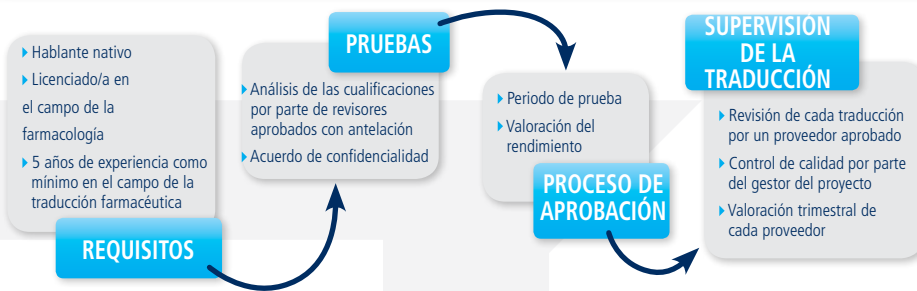 Hablante nativo
Licenciado/a en
el campo de la
farmacología
5 años de experiencia como
mínimo en el campo de la
traducción farmacéutica
REQUISITOS
PRUEBAS
Análisis de las cualificaciones
por parte de revisores
aprobados con antelación
Acuerdo de confidencialidad
Periodo de prueba
Valoración del
rendimiento
PROCESO DE
APROBACIÓN
SUPERVISIÓN
DE LA
TRADUCCIÓN
Revisión de cada traducción
por un proveedor aprobado
Control de calidad por parte
del gestor del proyecto
Valoración trimestral de
cada proveedor